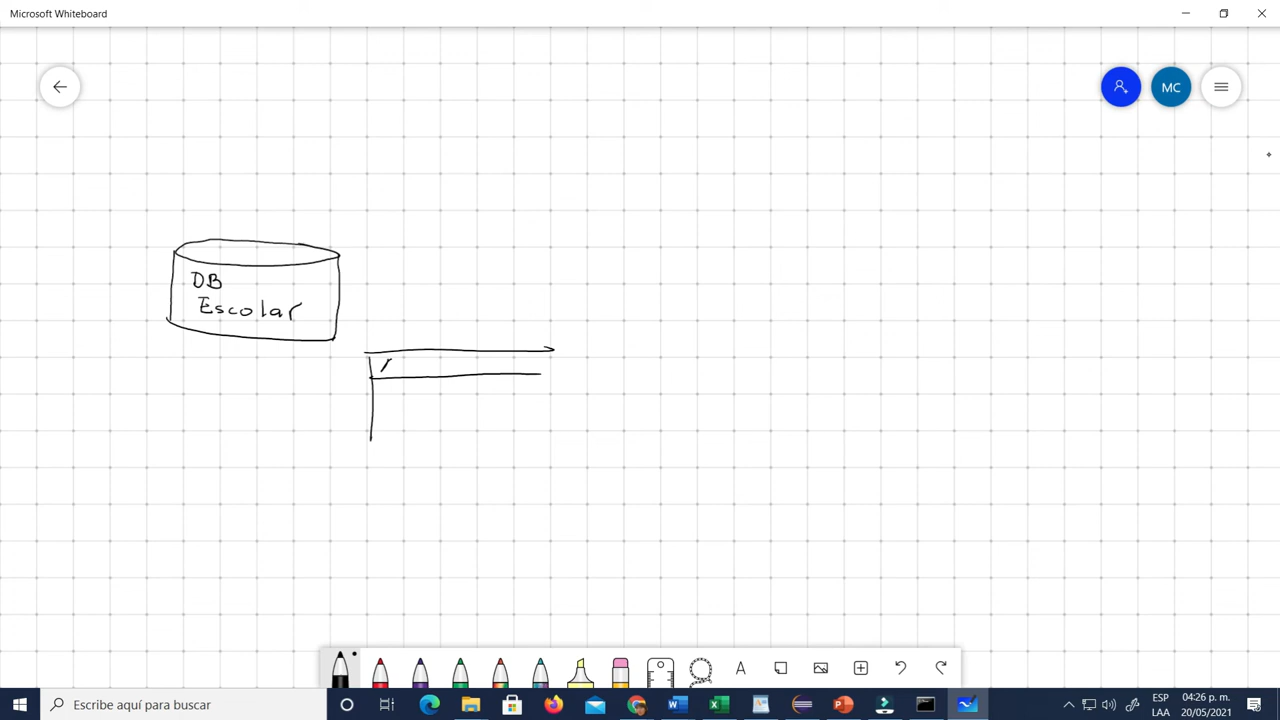 Microsoft Whiteboard
MC
DB
Escolar
A
Escribe aquí para buscar
ESP
LAA
04:26 p. m.
20/05/2021